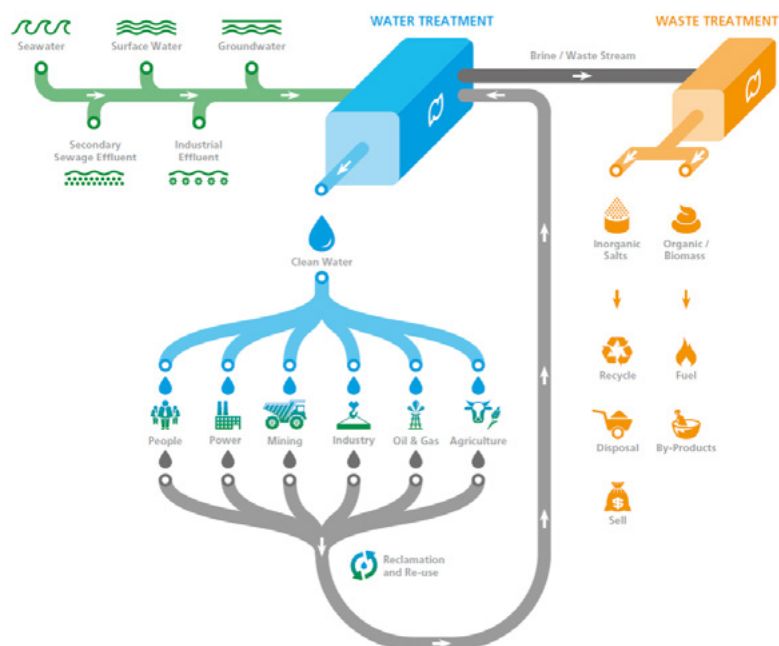 WATER TREATMENT
WASTE TREATMENT
Seawater
Surface Water
Groundwater
Brine / Waste Stream
Secondary
Sewage Effluent
Industrial
Effluent
Inorganic
Salts
Organic /
Biomass
Clean Water
Recycle
Fuel
People
Power
Mining
Industry
Oil & Gas
Agriculture
Disposal
By-Products
$
Sell
Reclamation
and Re-use